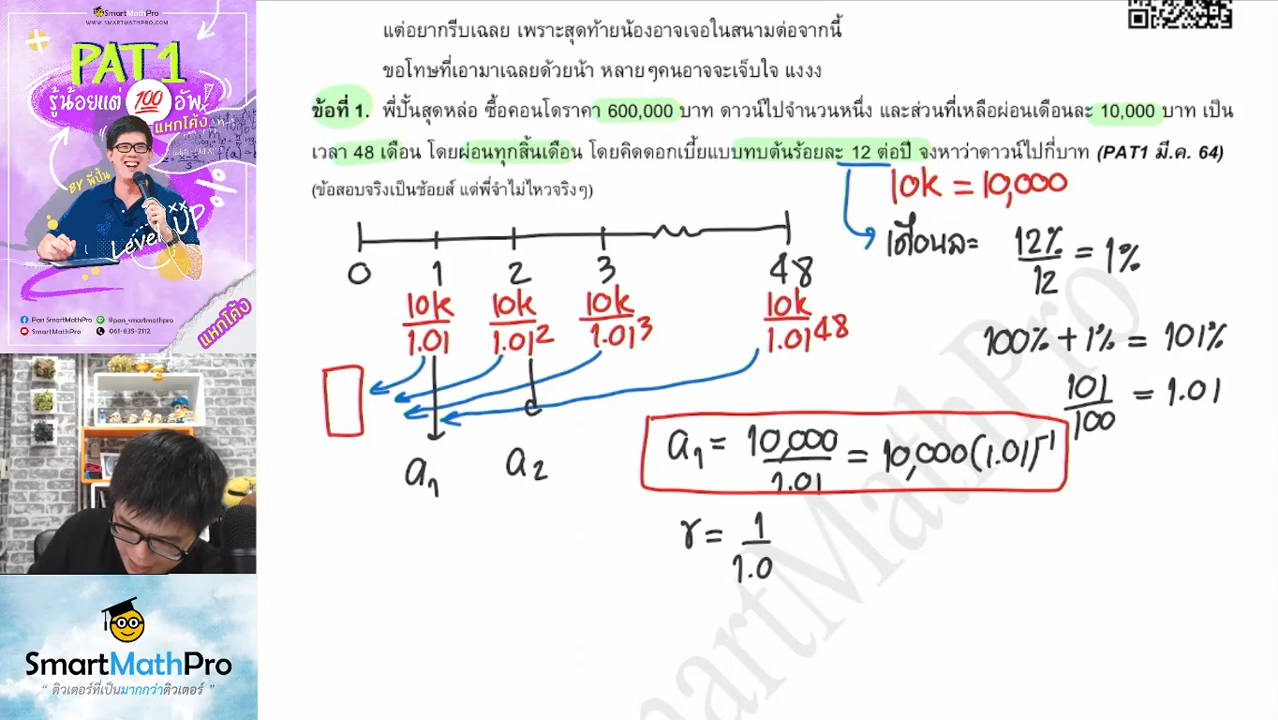 SmartMathPro
WWW.SMARTMATHPRO.COM
PAT1
รู้น้อยแต่ 100 อัพ
แหกโค้ง
BY พี่ปั้น
Level UP %
Pan SmartMathPro @pan_smartmathpro
SmartMathPro 061-835-2112
แหกโค้ง
แต่อยากรีบเฉลย เพราะสุดท้ายน้องอาจเจอในสนามต่อจากนี้
ขอโทษที่เอามาเฉลยด้วยน้า หลายๆคนอาจจะเจ็บใจ แงงง
ข้อที่ 1. พี่ปั้นสุดหล่อ ซื้อคอนโดราคา 600,000 บาท ดาวน์ไปจำนวนหนึ่ง และส่วนที่เหลือผ่อนเดือนละ 10,000 บาท เป็น
เวลา 48 เดือน โดยผ่อนทุกสิ้นเดือน โดยคิดดอกเบี้ยแบบทบต้นร้อยละ 12 ต่อปี จงหาว่าดาวน์ไปกี่บาท (PAT1 มี.ค. 64)
(ข้อสอบจริงเป็นช้อยส์ แต่พี่จำไม่ไหวจริงๆ)
10k = 10,000
เดือนละ 12%/12 = 1%
0 1 2 3 48
10k/1.01 10k/1.01² 10k/1.01³ 10k/1.01⁴⁸
100% + 1% = 101%
101/100 = 1.01
a₁ a₂
a₁ = 10,000/1.01 = 10,000(1.01)⁻¹
r = 1/1.0
SmartMathPro
SmartMathPro
“ ติวเตอร์ที่เป็นมากกว่าติวเตอร์ ”